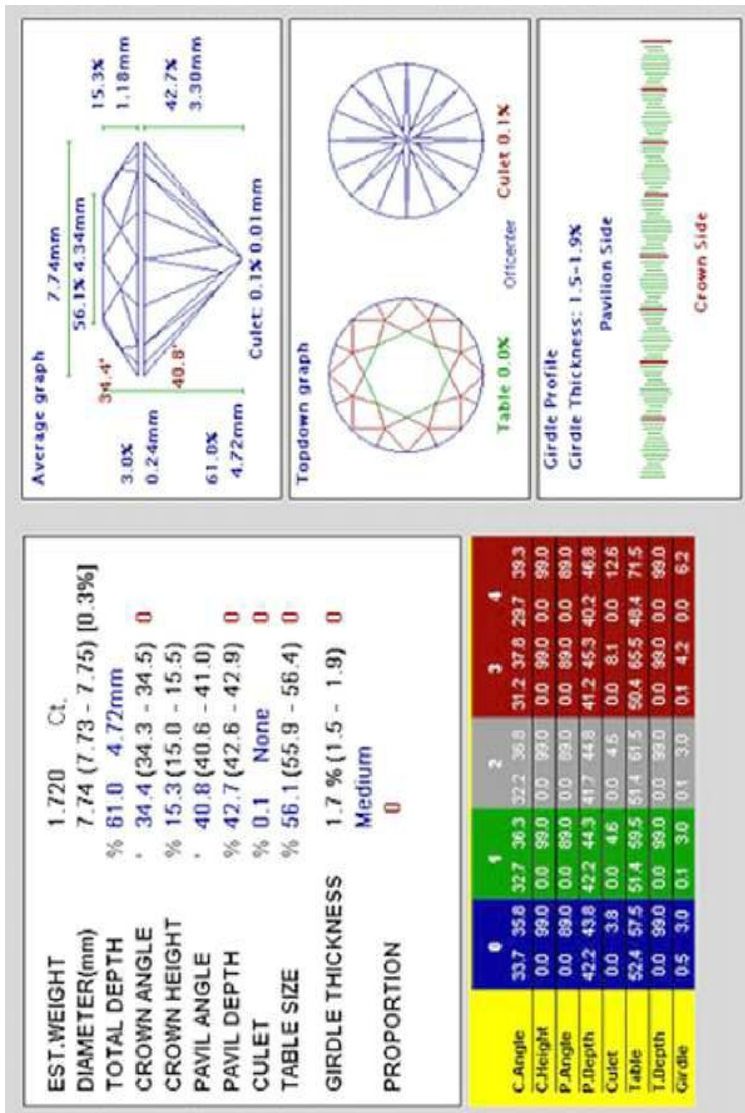 EST.WEIGHT 1.720 Ct.
DIAMETER(mm) 7.74 (7.73 - 7.75) [0.3%]
TOTAL DEPTH % 61.0 4.72mm
CROWN ANGLE ° 34.4 (34.3 - 34.5) 0
CROWN HEIGHT % 15.3 (15.0 - 15.5)
PAVIL ANGLE ° 40.8 (40.6 - 41.0)
PAVIL DEPTH % 42.7 (42.6 - 42.9) 0
CULET % 0.1 None 0
TABLE SIZE % 56.1 (55.9 - 56.4) 0
GIRDLE THICKNESS 1.7 % (1.5 - 1.9) 0
Medium
PROPORTION 0
0 1 2 3 4
C.Angle 33.7 35.8 32.7 36.3 32.2 36.8 31.2 37.8 29.7 39.3
C.Height 0.0 99.0 0.0 99.0 0.0 99.0 0.0 99.0 0.0 99.0
P.Angle 0.0 89.0 0.0 89.0 0.0 89.0 0.0 89.0 0.0 89.0
P.Depth 42.2 43.8 42.2 44.3 41.7 44.8 41.2 45.3 40.2 46.8
Culet 0.0 3.8 0.0 4.6 0.0 4.6 0.0 8.1 0.0 12.6
Table 52.4 57.5 51.4 59.5 51.4 61.5 50.4 65.5 48.4 71.5
T.Depth 0.0 99.0 0.0 99.0 0.0 99.0 0.0 99.0 0.0 99.0
Girdle 0.5 3.0 0.1 3.0 0.1 3.0 0.1 4.2 0.0 6.2
Average graph
7.74mm
56.1% 4.34mm
34.4°
15.3%
1.18mm
3.0%
0.24mm
40.8°
42.7%
3.30mm
61.0%
4.72mm
Culet: 0.1% 0.01mm
Topdown graph
Table 0.0% Offcenter Culet 0.1%
Girdle Profile
Girdle Thickness: 1.5-1.9%
Pavilion Side
Crown Side